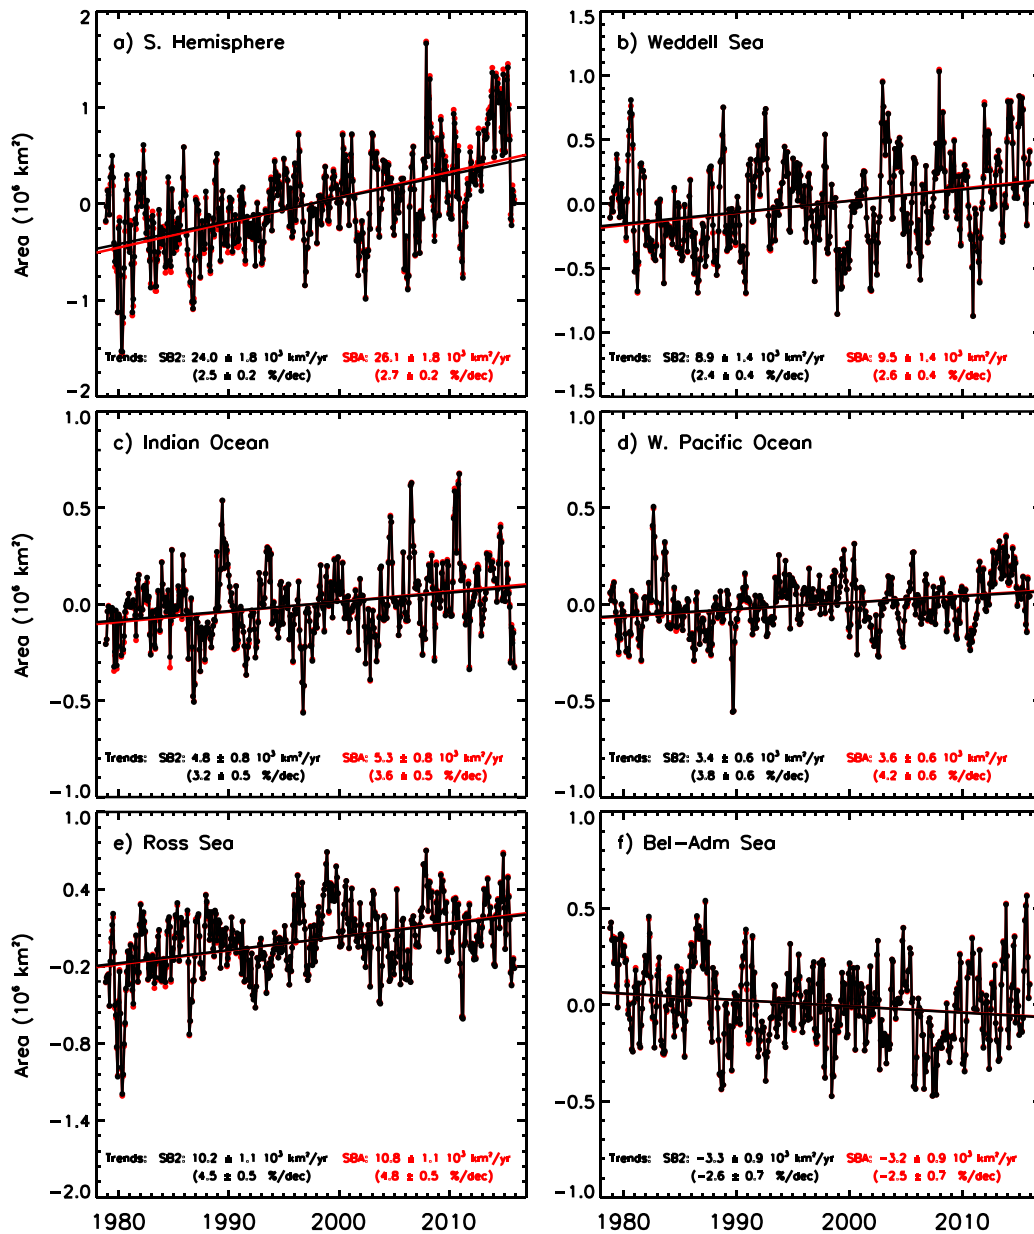 a) S. Hemisphere
2
1
0
−1
−2
Area (10⁶ km²)
Trends: SB2: 24.0 ± 1.8 10³ km²/yr SBA: 26.1 ± 1.8 10³ km²/yr
(2.5 ± 0.2 %/dec) (2.7 ± 0.2 %/dec)
b) Weddell Sea
1.5
1.0
0.5
0.0
−0.5
−1.0
−1.5
Trends: SB2: 8.9 ± 1.4 10³ km²/yr SBA: 9.5 ± 1.4 10³ km²/yr
(2.4 ± 0.4 %/dec) (2.6 ± 0.4 %/dec)
c) Indian Ocean
1.0
0.5
0.0
−0.5
−1.0
Area (10⁶ km²)
Trends: SB2: 4.8 ± 0.8 10³ km²/yr SBA: 5.3 ± 0.8 10³ km²/yr
(3.2 ± 0.5 %/dec) (3.6 ± 0.5 %/dec)
d) W. Pacific Ocean
1.0
0.5
0.0
−0.5
−1.0
Trends: SB2: 3.4 ± 0.6 10³ km²/yr SBA: 3.6 ± 0.6 10³ km²/yr
(3.8 ± 0.6 %/dec) (4.2 ± 0.6 %/dec)
e) Ross Sea
1.0
0.4
−0.2
−0.8
−1.4
−2.0
Area (10⁶ km²)
Trends: SB2: 10.2 ± 1.1 10³ km²/yr SBA: 10.8 ± 1.1 10³ km²/yr
(4.5 ± 0.5 %/dec) (4.8 ± 0.5 %/dec)
1980 1990 2000 2010
f) Bel−Adm Sea
1.0
0.5
0.0
−0.5
−1.0
Trends: SB2: −3.3 ± 0.9 10³ km²/yr SBA: −3.2 ± 0.9 10³ km²/yr
(−2.6 ± 0.7 %/dec) (−2.5 ± 0.7 %/dec)
1980 1990 2000 2010